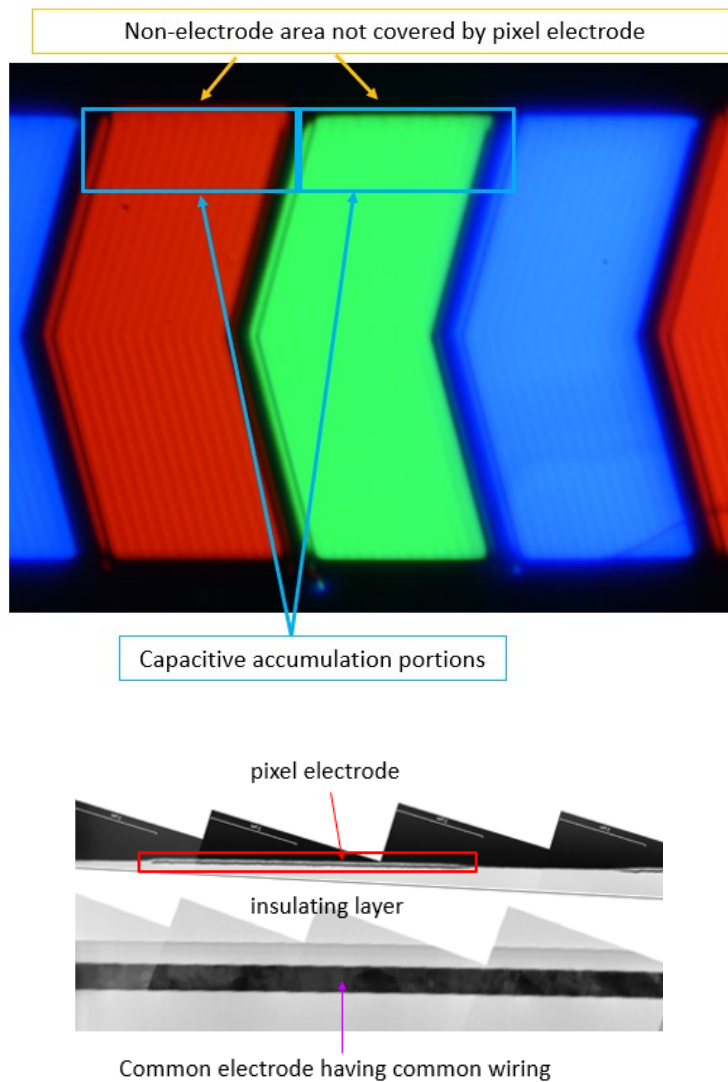 Non-electrode area not covered by pixel electrode
Capacitive accumulation portions
pixel electrode
insulating layer
Common electrode having common wiring